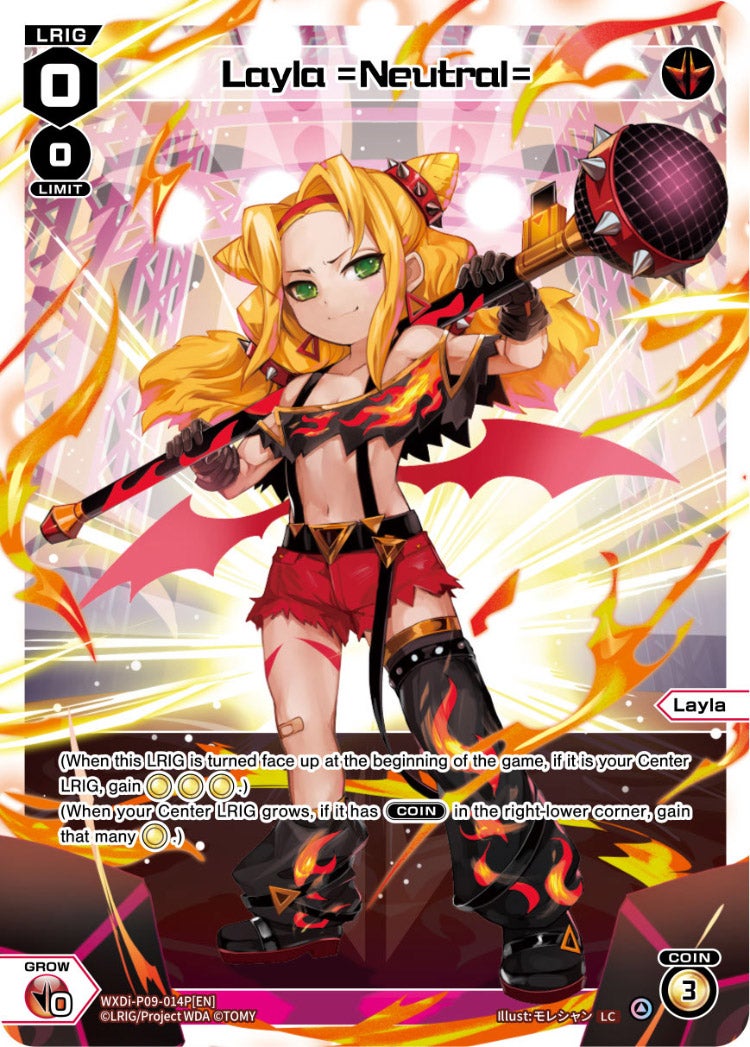 LRIG
0
Layla =Neutral=
0
LIMIT
Layla
(When this LRIG is turned face up at the beginning of the game, if it is your Center
LRIG, gain .)
(When your Center LRIG grows, if it has COIN in the right-lower corner, gain
that many .)
GROW
0
COIN
3
WXDi-P09-014P[EN]
©LRIG/Project WDA ©TOMY
Illust:モレシャン LC